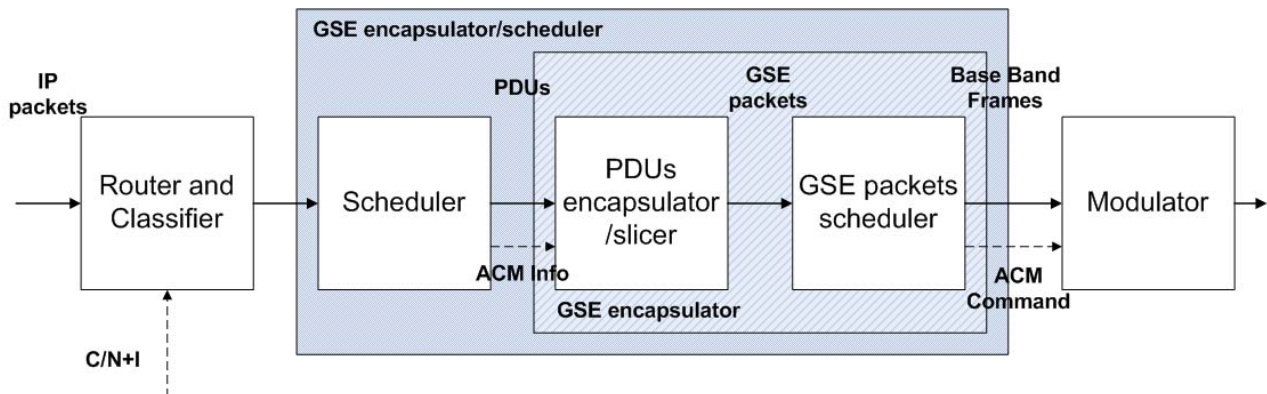 GSE encapsulator/scheduler
IP
packets
PDUs
GSE
packets
Base Band
Frames
Router and
Classifier
Scheduler
PDUs
encapsulator
/slicer
GSE packets
scheduler
Modulator
ACM Info
ACM
Command
GSE encapsulator
C/N+I